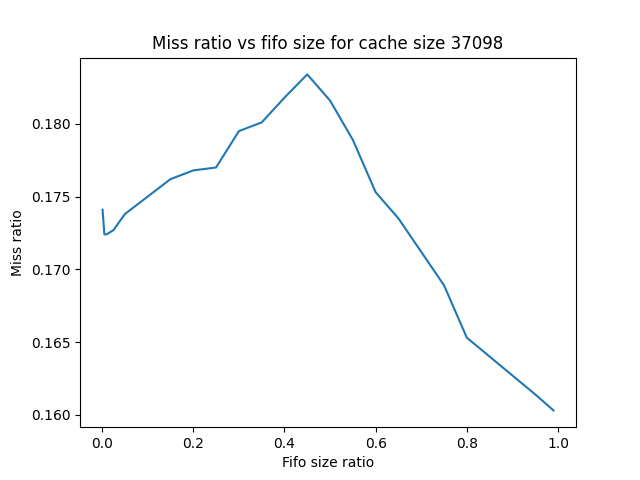 Miss ratio vs fifo size for cache size 37098
0.180
0.175
0.170
0.165
0.160
Miss ratio
0.0 0.2 0.4 0.6 0.8 1.0
Fifo size ratio